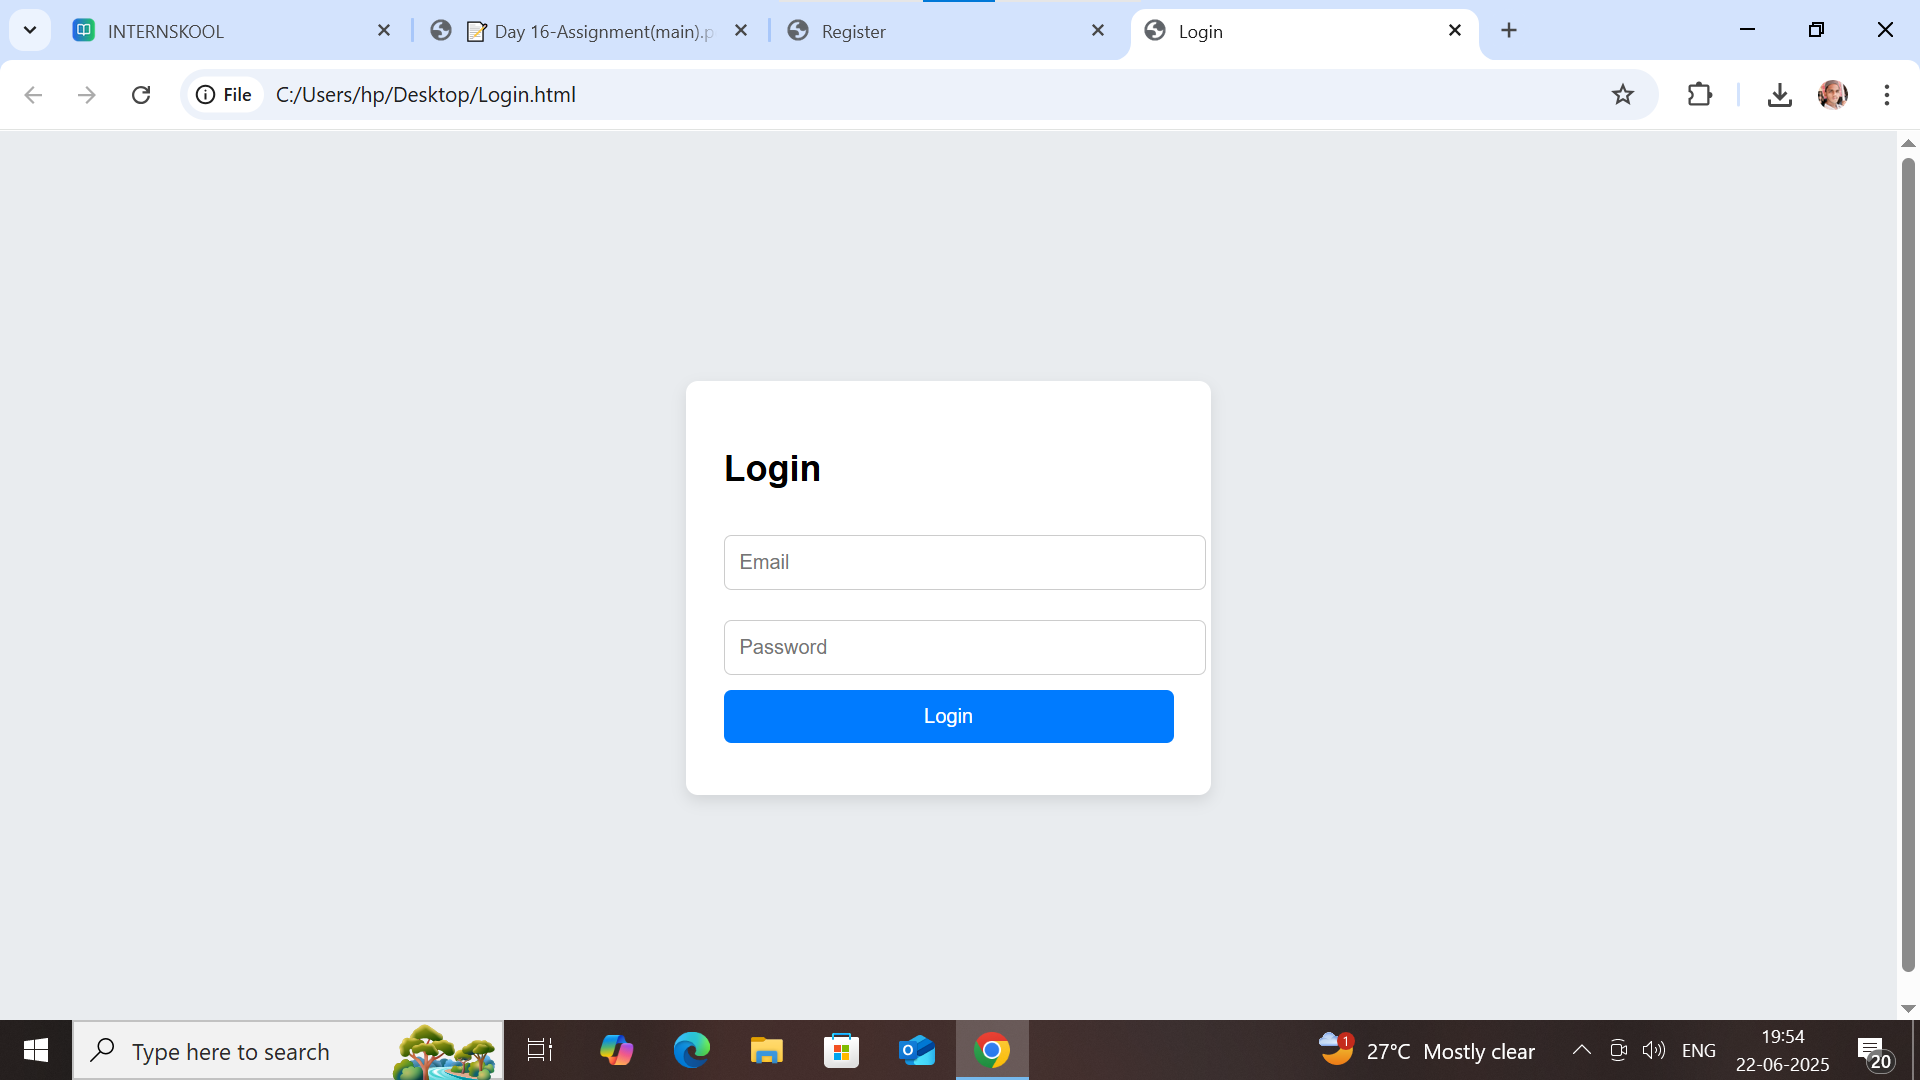 INTERNSKOOL
Day 16-Assignment(main).p
Register
Login
File
C:/Users/hp/Desktop/Login.html
Login
Email
Password
Login
Type here to search
1
27°C Mostly clear
ENG
19:54
22-06-2025
20